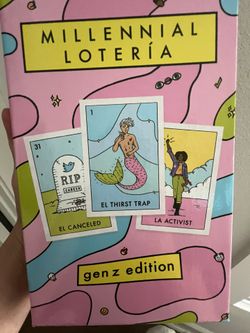 MILLENNIAL
LOTERÍA
31
RIP
CAREER
EL CANCELED
1
EL THIRST TRAP
LA ACTIVIST
gen z edition